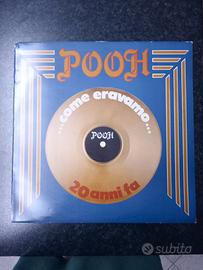 POOH
...come eravamo...
POOH
20 anni fa
subito